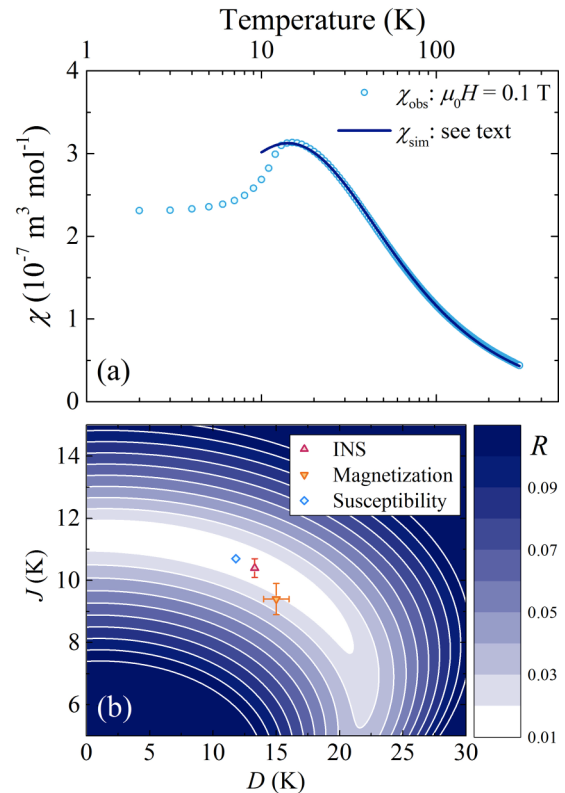 Temperature (K)
1 10 100
4
3
2
1
0
χ (10⁻⁷ m³ mol⁻¹)
χobs: μ₀H = 0.1 T
χsim: see text
(a)
14
12
10
8
6
J (K)
INS
Magnetization
Susceptibility
(b)
0 5 10 15 20 25 30
D (K)
R
0.09
0.07
0.05
0.03
0.01